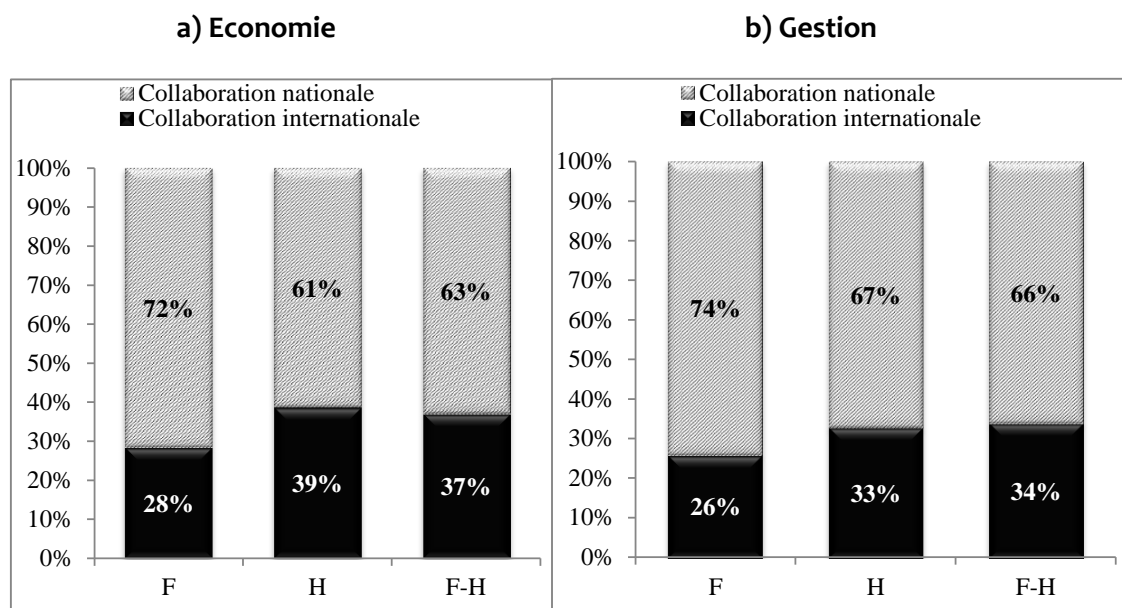 a) Economie
Collaboration nationale
Collaboration internationale
100%
90%
80%
70%
60%
50%
40%
30%
20%
10%
0%
72%
61%
63%
28%
39%
37%
F
H
F-H
b) Gestion
Collaboration nationale
Collaboration internationale
100%
90%
80%
70%
60%
50%
40%
30%
20%
10%
0%
74%
67%
66%
26%
33%
34%
F
H
F-H